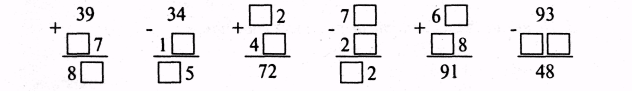 + 39 - 34 + □2 - 7□ + 6□ - 93
□7 1□ 4□ 2□ □8 □□
8□ □5 72 □2 91 48